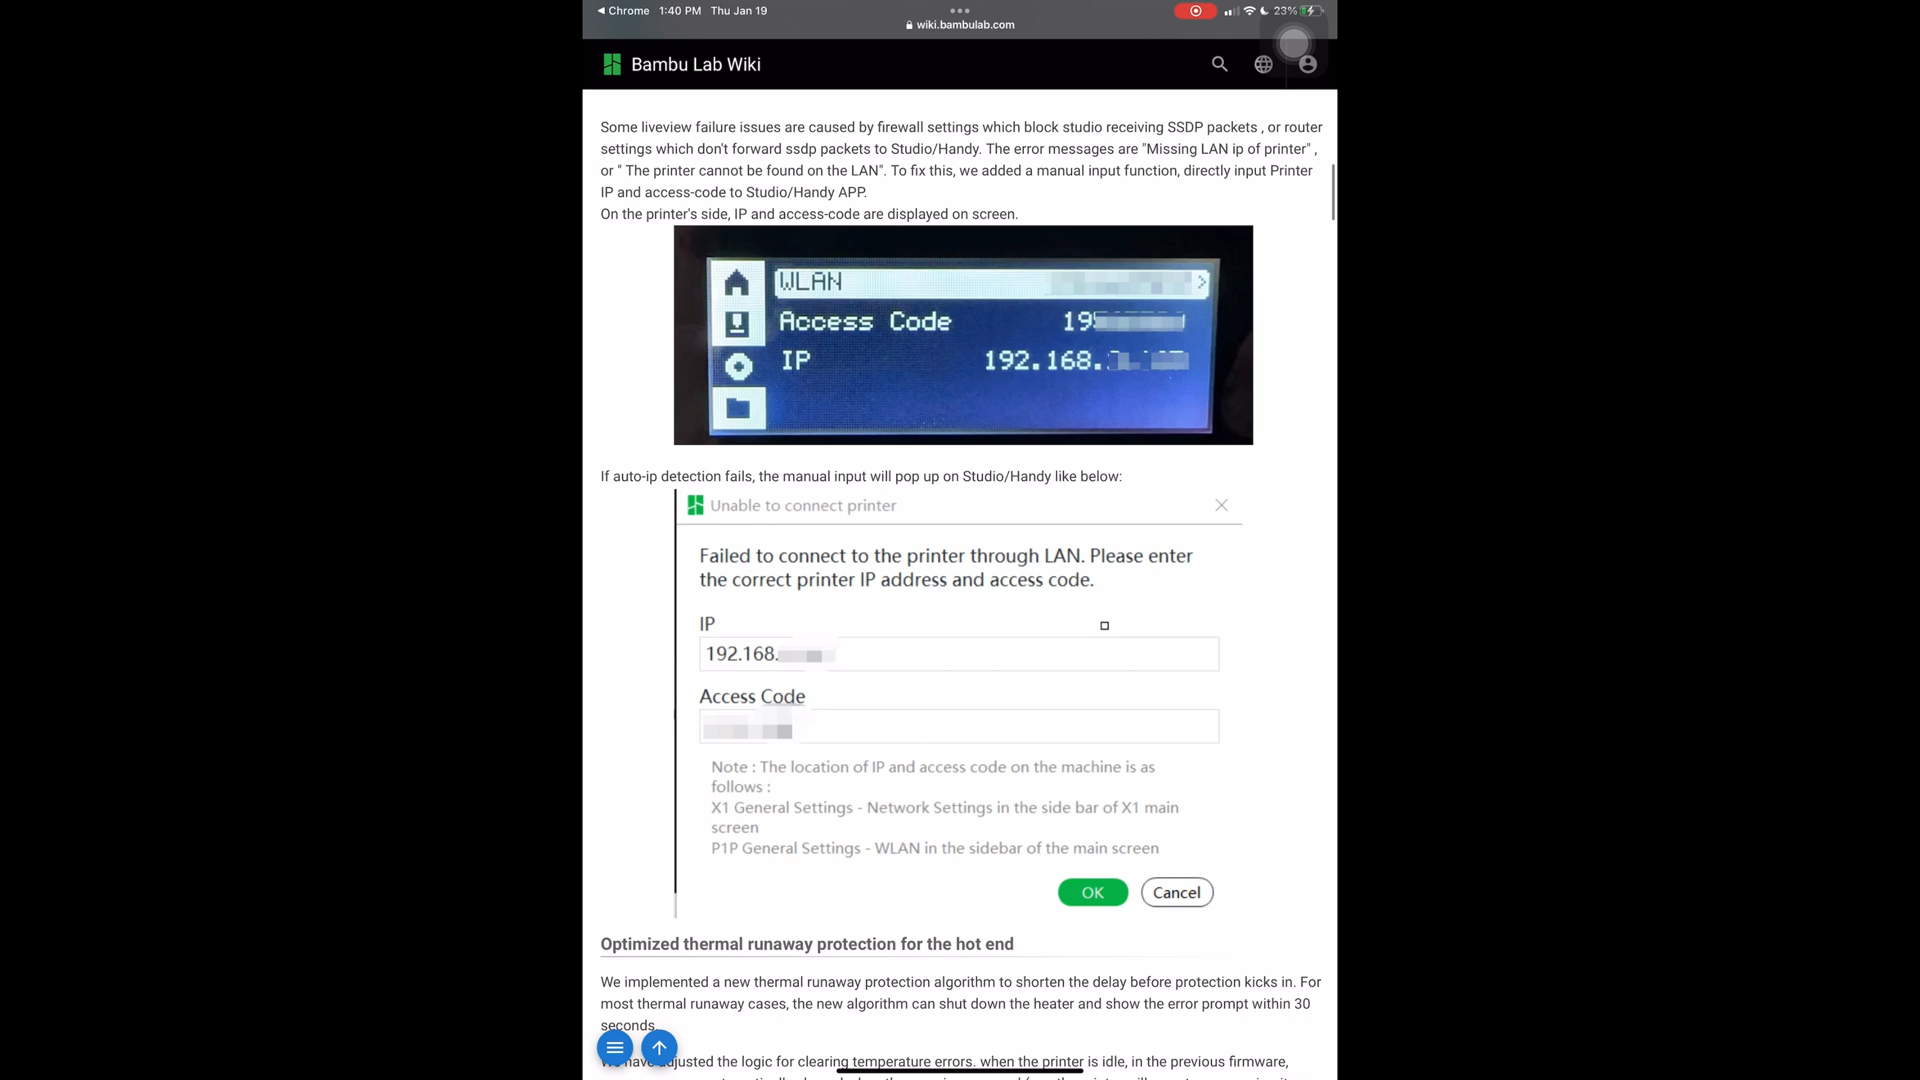 Chrome 1:40 PM Thu Jan 19
23%
wiki.bambulab.com
Bambu Lab Wiki
Some liveview failure issues are caused by firewall settings which block studio receiving SSDP packets , or router
settings which don't forward ssdp packets to Studio/Handy. The error messages are "Missing LAN ip of printer" ,
or " The printer cannot be found on the LAN". To fix this, we added a manual input function, directly input Printer
IP and access-code to Studio/Handy APP.
On the printer's side, IP and access-code are displayed on screen.
WLAN
Access Code 19
IP 192.168.
If auto-ip detection fails, the manual input will pop up on Studio/Handy like below:
Unable to connect printer
Failed to connect to the printer through LAN. Please enter
the correct printer IP address and access code.
IP
192.168.
Access Code
Note : The location of IP and access code on the machine is as
follows :
X1 General Settings - Network Settings in the side bar of X1 main
screen
P1P General Settings - WLAN in the sidebar of the main screen
OK Cancel
Optimized thermal runaway protection for the hot end
We implemented a new thermal runaway protection algorithm to shorten the delay before protection kicks in. For
most thermal runaway cases, the new algorithm can shut down the heater and show the error prompt within 30
seconds.
We have adjusted the logic for clearing temperature errors. when the printer is idle, in the previous firmware,